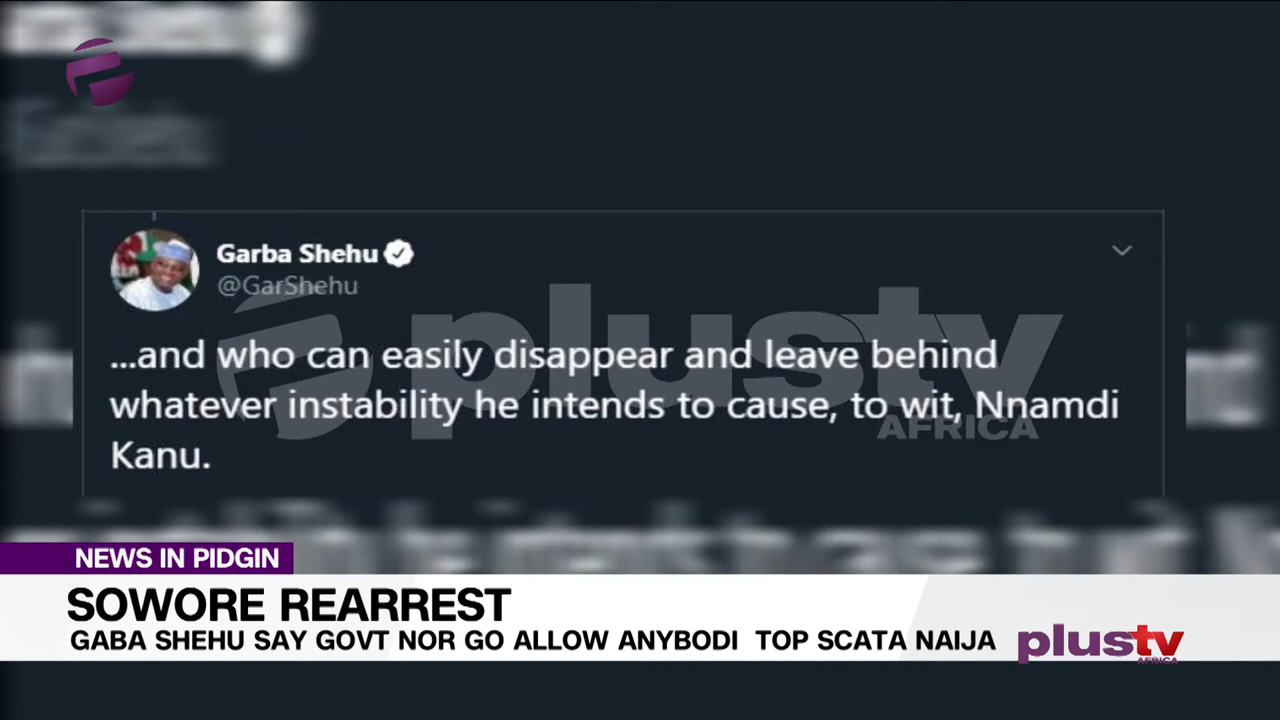 Garba Shehu
@GarShehu
...and who can easily disappear and leave behind
whatever instability he intends to cause, to wit, Nnamdi
Kanu.
plustv
AFRICA
NEWS IN PIDGIN
SOWORE REARREST
GABA SHEHU SAY GOVT NOR GO ALLOW ANYBODI TOP SCATA NAIJA
plustv
AFRICA